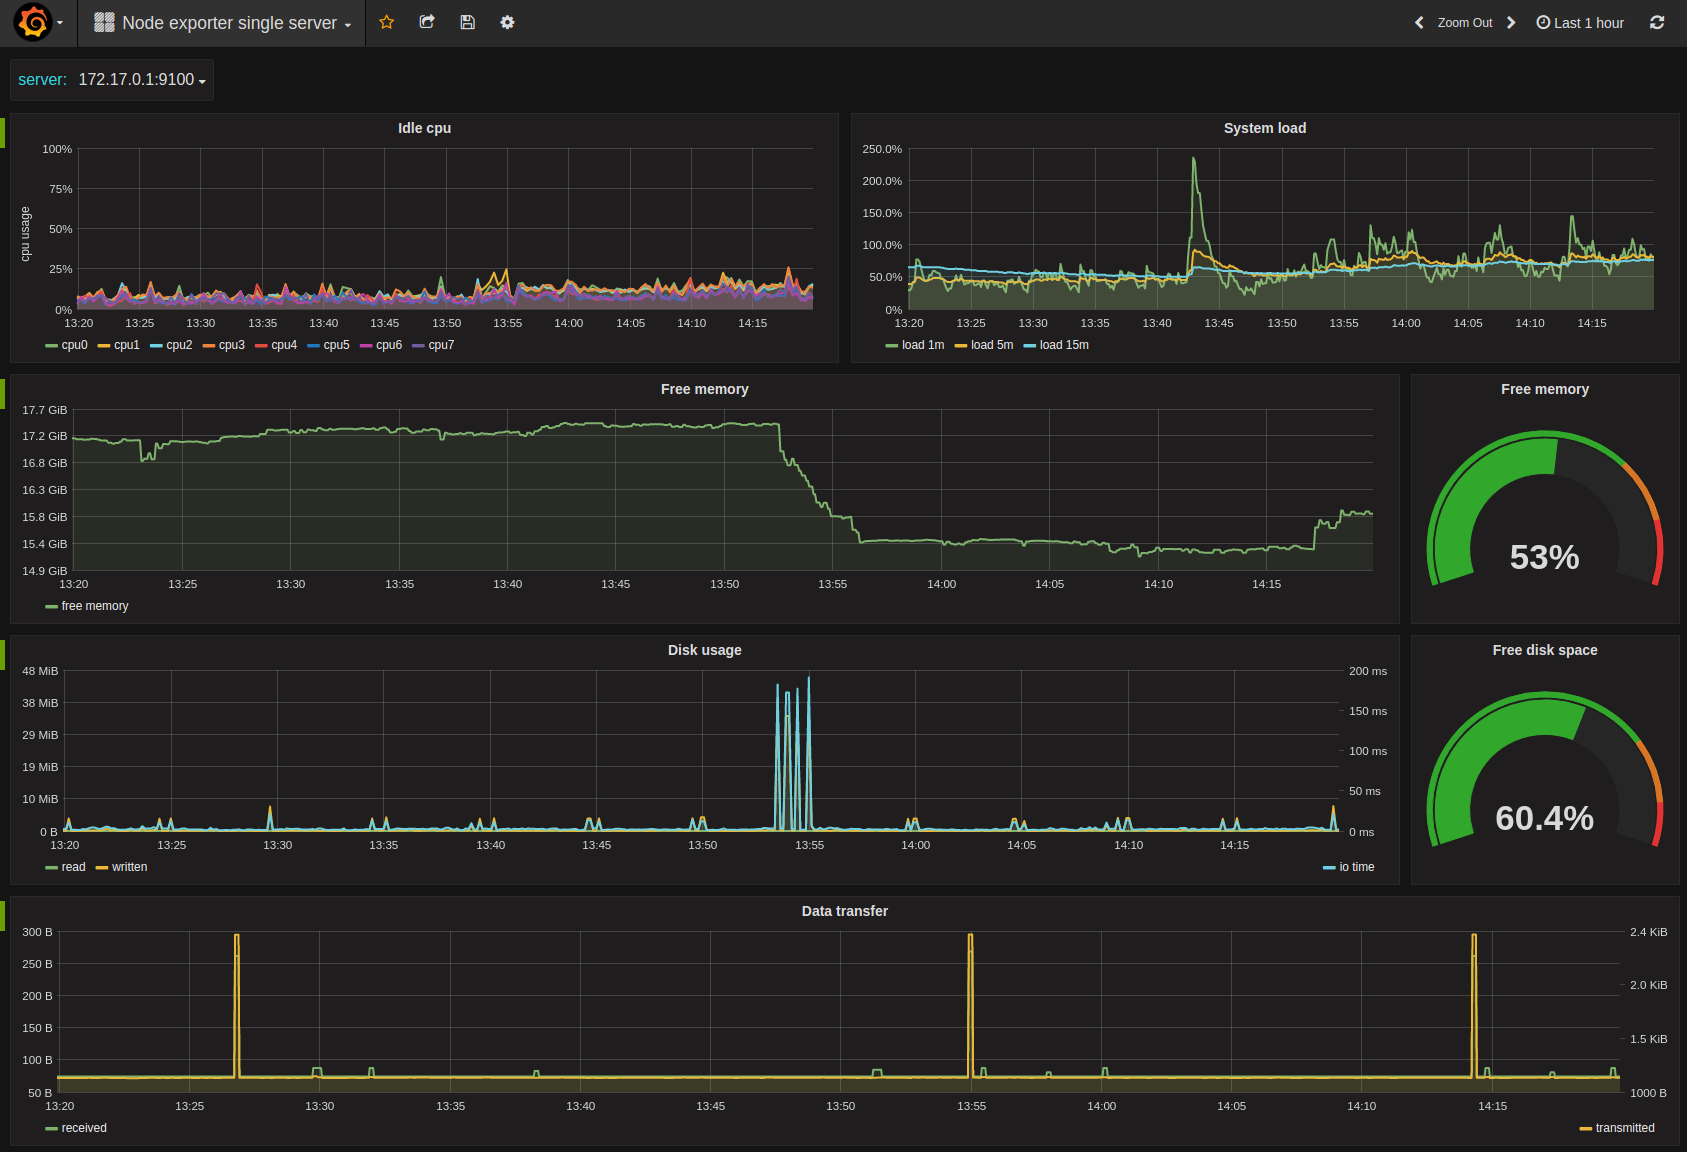 Node exporter single server
Zoom Out
Last 1 hour
server: 172.17.0.1:9100
Idle cpu
cpu usage
100%
75%
50%
25%
0%
13:20 13:25 13:30 13:35 13:40 13:45 13:50 13:55 14:00 14:05 14:10 14:15
cpu0 cpu1 cpu2 cpu3 cpu4 cpu5 cpu6 cpu7
System load
250.0%
200.0%
150.0%
100.0%
50.0%
0%
13:20 13:25 13:30 13:35 13:40 13:45 13:50 13:55 14:00 14:05 14:10 14:15
load 1m load 5m load 15m
Free memory
17.7 GiB
17.2 GiB
16.8 GiB
16.3 GiB
15.8 GiB
15.4 GiB
14.9 GiB
13:20 13:25 13:30 13:35 13:40 13:45 13:50 13:55 14:00 14:05 14:10 14:15
free memory
Free memory
53%
Disk usage
48 MiB
38 MiB
29 MiB
19 MiB
10 MiB
0 B
200 ms
150 ms
100 ms
50 ms
0 ms
13:20 13:25 13:30 13:35 13:40 13:45 13:50 13:55 14:00 14:05 14:10 14:15
read written io time
Free disk space
60.4%
Data transfer
300 B
250 B
200 B
150 B
100 B
50 B
2.4 KiB
2.0 KiB
1.5 KiB
1000 B
13:20 13:25 13:30 13:35 13:40 13:45 13:50 13:55 14:00 14:05 14:10 14:15
received transmitted